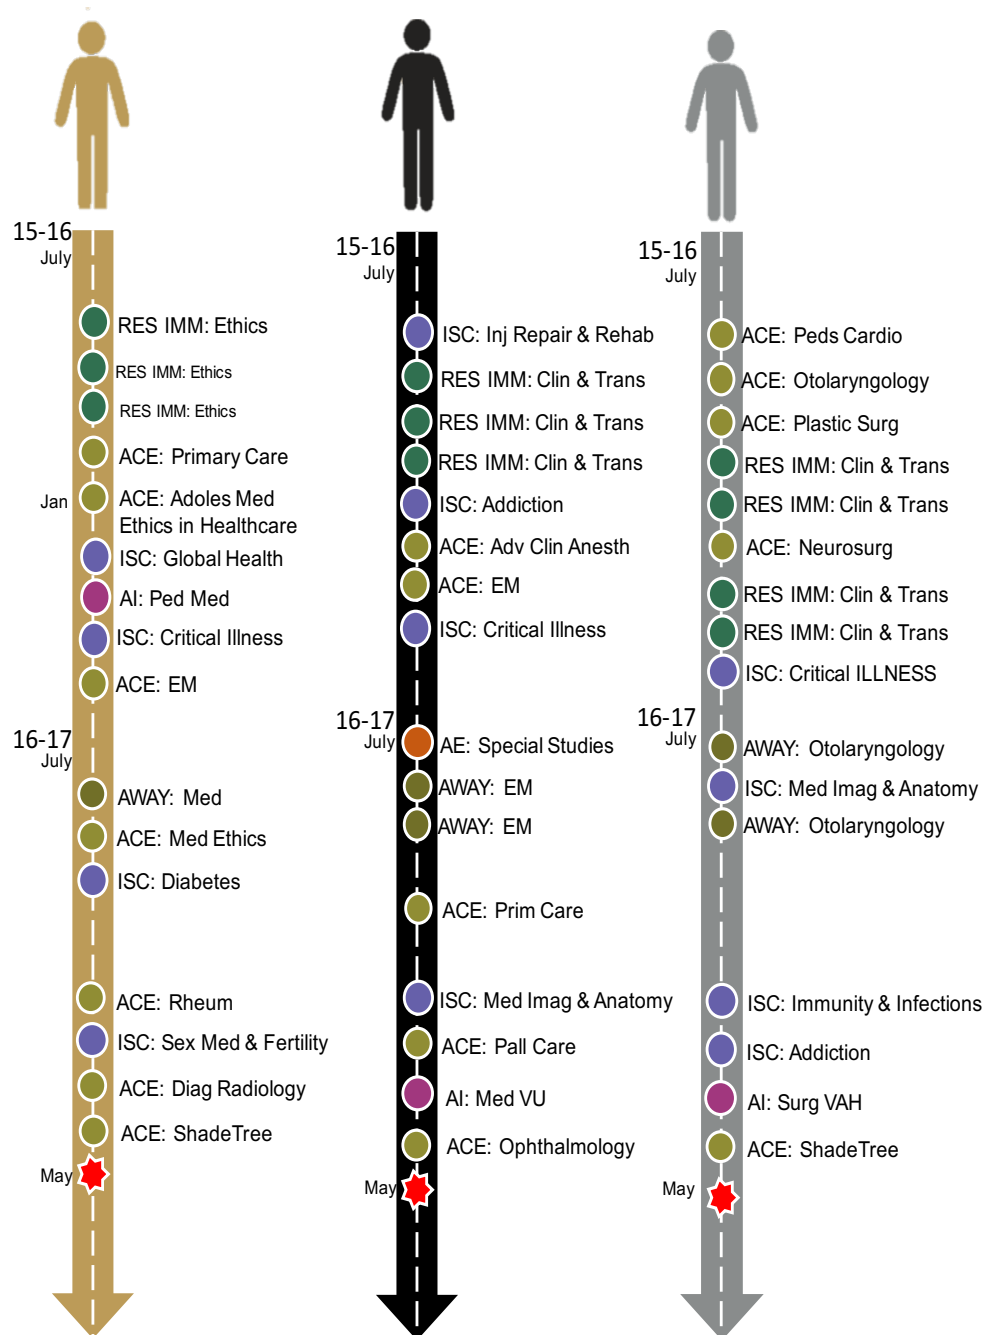 15-16
July
RES IMM: Ethics
RES IMM: Ethics
RES IMM: Ethics
ACE: Primary Care
Jan
ACE: Adoles Med
Ethics in Healthcare
ISC: Global Health
AI: Ped Med
ISC: Critical Illness
ACE: EM
16-17
July
AWAY: Med
ACE: Med Ethics
ISC: Diabetes
ACE: Rheum
ISC: Sex Med & Fertility
ACE: Diag Radiology
ACE: ShadeTree
May
15-16
July
ISC: Inj Repair & Rehab
RES IMM: Clin & Trans
RES IMM: Clin & Trans
RES IMM: Clin & Trans
ISC: Addiction
ACE: Adv Clin Anesth
ACE: EM
ISC: Critical Illness
16-17
July
AE: Special Studies
AWAY: EM
AWAY: EM
ACE: Prim Care
ISC: Med Imag & Anatomy
ACE: Pall Care
AI: Med VU
ACE: Ophthalmology
May
15-16
July
ACE: Peds Cardio
ACE: Otolaryngology
ACE: Plastic Surg
RES IMM: Clin & Trans
RES IMM: Clin & Trans
ACE: Neurosurg
RES IMM: Clin & Trans
RES IMM: Clin & Trans
ISC: Critical ILLNESS
16-17
July
AWAY: Otolaryngology
ISC: Med Imag & Anatomy
AWAY: Otolaryngology
ISC: Immunity & Infections
ISC: Addiction
AI: Surg VAH
ACE: ShadeTree
May